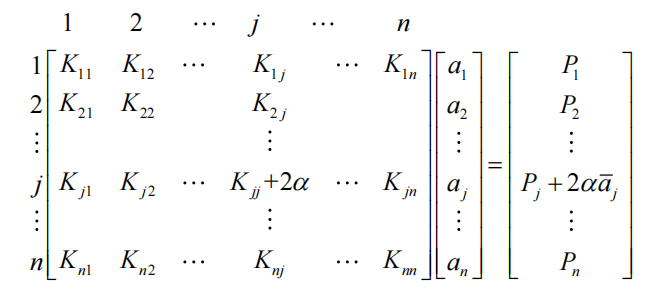 1 2 ⋯ j ⋯ n
1 K₁₁ K₁₂ ⋯ K₁ⱼ ⋯ K₁ₙ a₁ P₁
2 K₂₁ K₂₂ K₂ⱼ a₂ P₂
⋮ ⋮ ⋮ ⋮
j Kⱼ₁ Kⱼ₂ ⋯ Kⱼⱼ+2α ⋯ Kⱼₙ aⱼ = Pⱼ + 2αāⱼ
⋮ ⋮ ⋮ ⋮
n Kₙ₁ Kₙ₂ ⋯ Kₙⱼ ⋯ Kₙₙ aₙ Pₙ